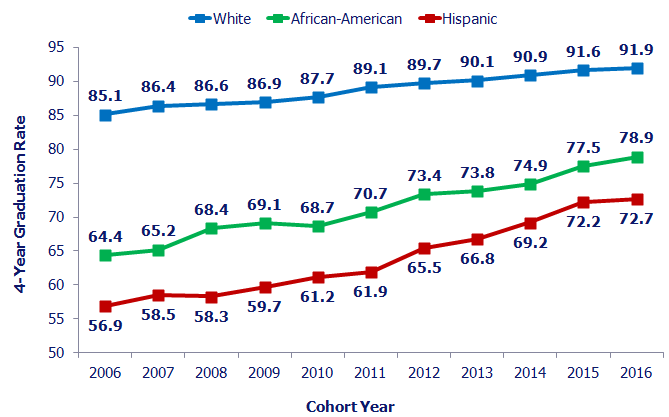 White African-American Hispanic
4-Year Graduation Rate
95
90
85
80
75
70
65
60
55
50
85.1 86.4 86.6 86.9 87.7 89.1 89.7 90.1 90.9 91.6 91.9
64.4 65.2 68.4 69.1 68.7 70.7 73.4 73.8 74.9 77.5 78.9
56.9 58.5 58.3 59.7 61.2 61.9 65.5 66.8 69.2 72.2 72.7
2006 2007 2008 2009 2010 2011 2012 2013 2014 2015 2016
Cohort Year